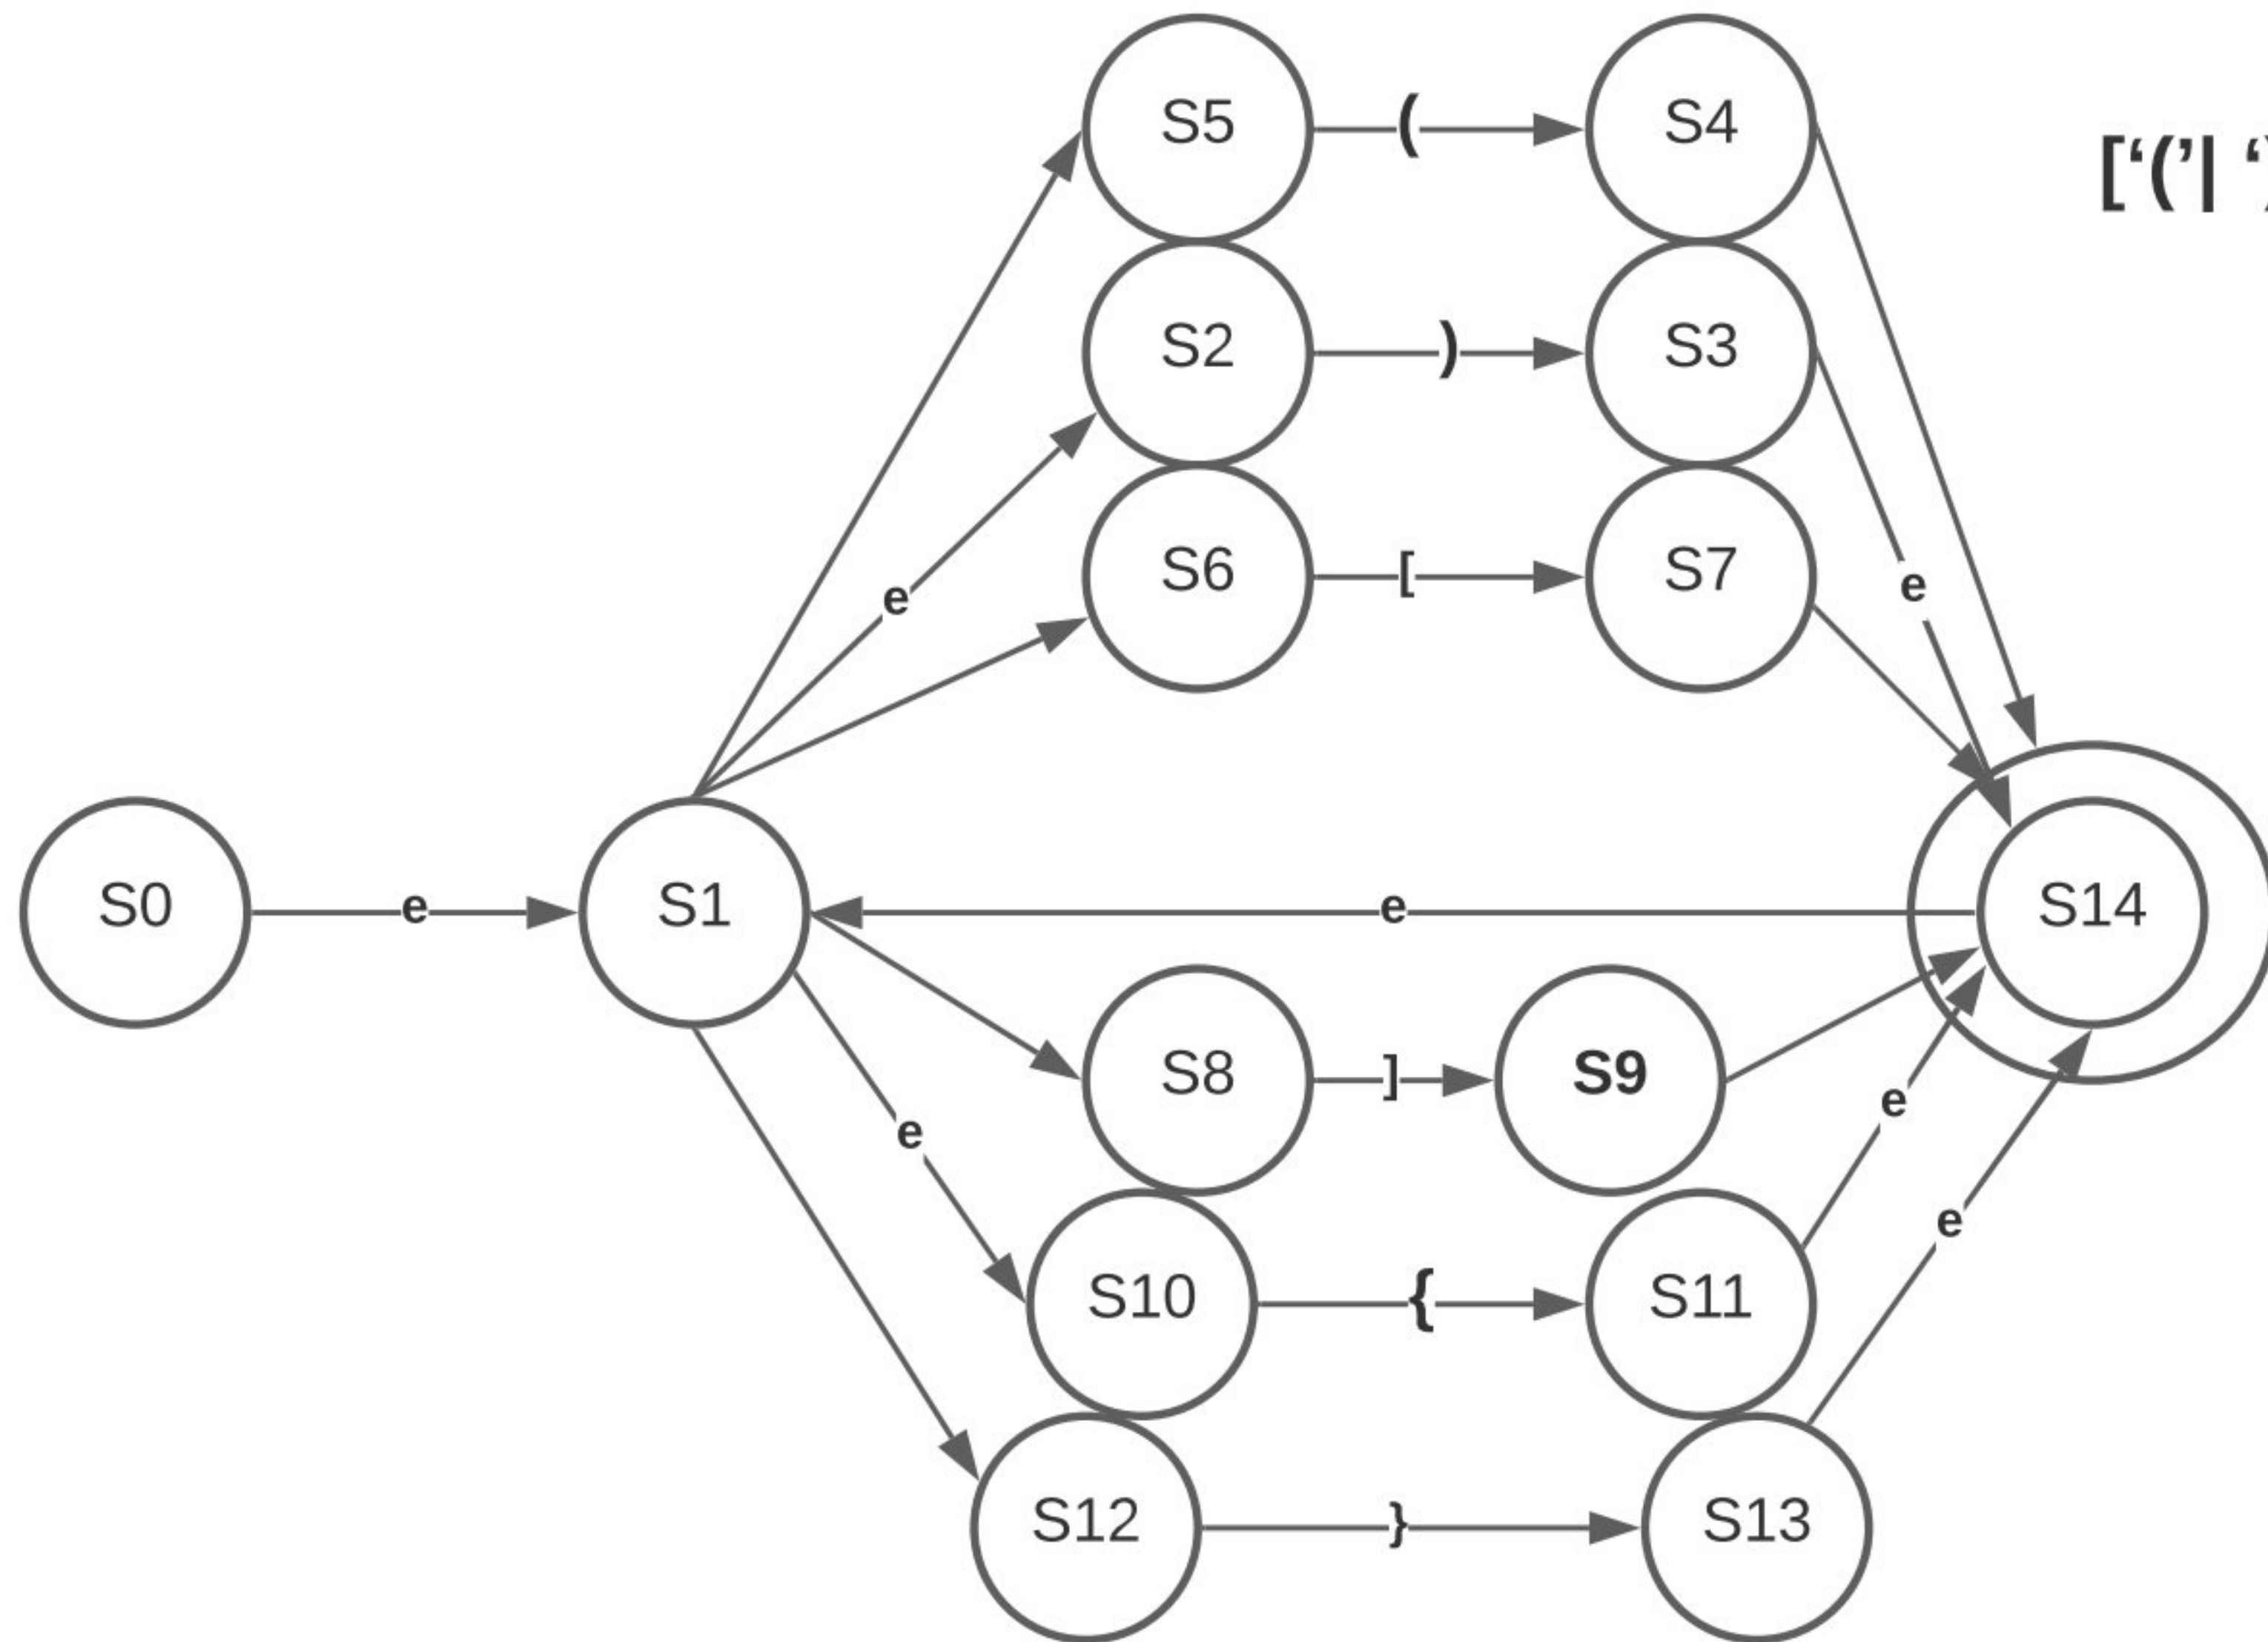 S5 ( S4
[‘(’| ‘)
S2 ) S3
S6 [ S7
e
e
S0 e S1 e S14
S8 ] S9
e
e
S10 { S11
e
S12 } S13